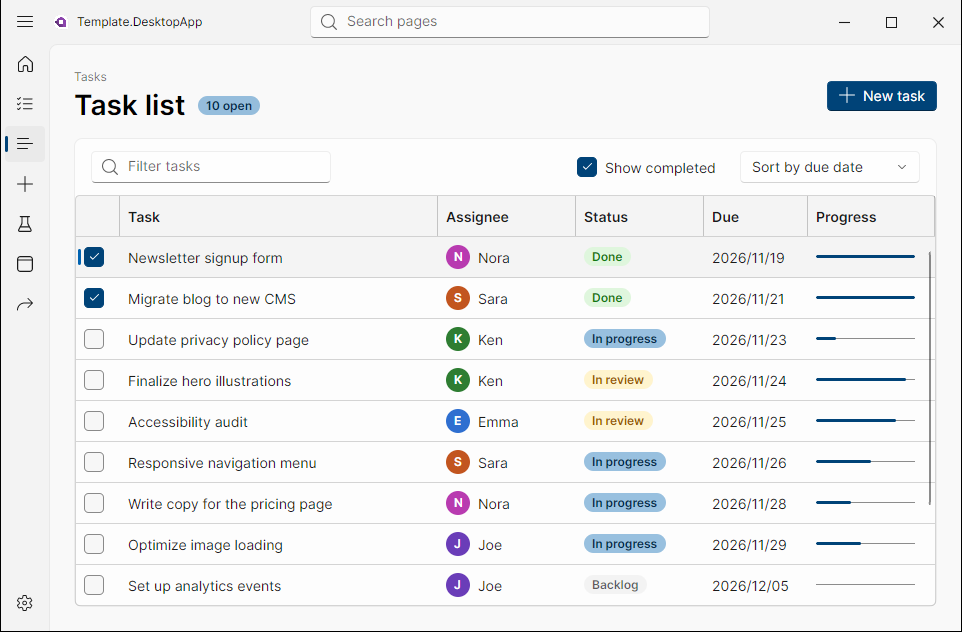 Template.DesktopApp
Search pages
Tasks
Task list 10 open
New task
Filter tasks
Show completed
Sort by due date
Task Assignee Status Due Progress
Newsletter signup form N Nora Done 2026/11/19
Migrate blog to new CMS S Sara Done 2026/11/21
Update privacy policy page K Ken In progress 2026/11/23
Finalize hero illustrations K Ken In review 2026/11/24
Accessibility audit E Emma In review 2026/11/25
Responsive navigation menu S Sara In progress 2026/11/26
Write copy for the pricing page N Nora In progress 2026/11/28
Optimize image loading J Joe In progress 2026/11/29
Set up analytics events J Joe Backlog 2026/12/05